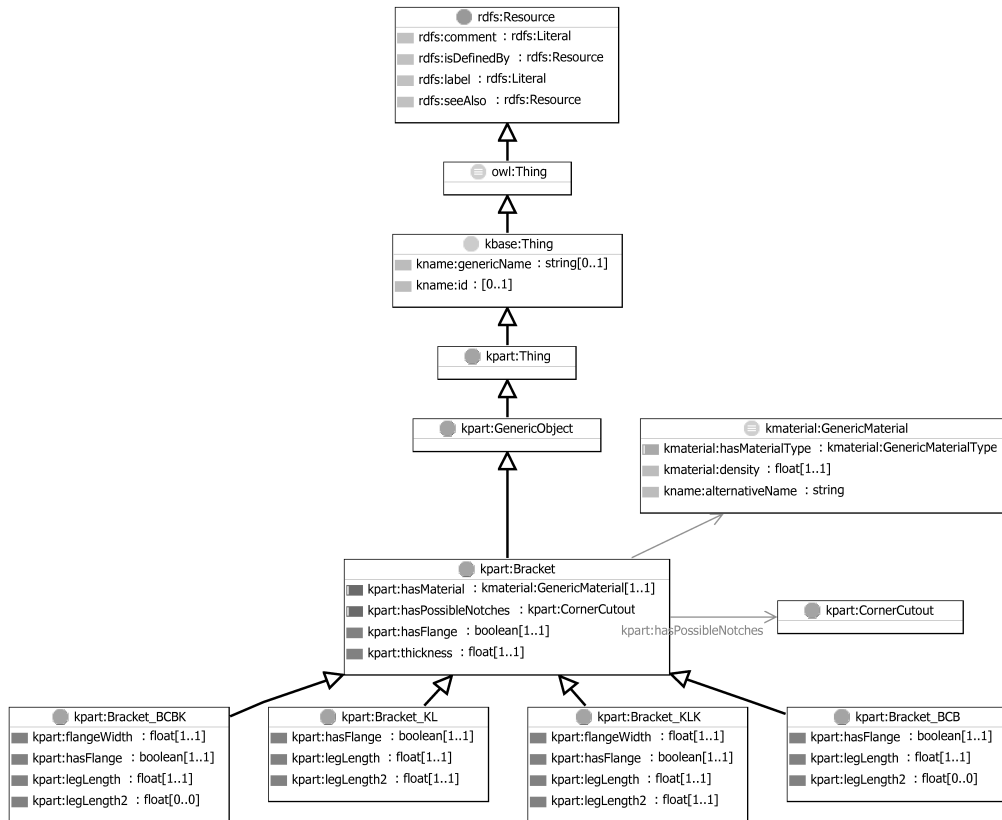 rdfs:Resource
rdfs:comment : rdfs:Literal
rdfs:isDefinedBy : rdfs:Resource
rdfs:label : rdfs:Literal
rdfs:seeAlso : rdfs:Resource
owl:Thing
kbase:Thing
kname:genericName : string[0..1]
kname:id : [0..1]
kpart:Thing
kpart:GenericObject
kmaterial:GenericMaterial
kmaterial:hasMaterialType : kmaterial:GenericMaterialType
kmaterial:density : float[1..1]
kname:alternativeName : string
kpart:Bracket
kpart:hasMaterial : kmaterial:GenericMaterial[1..1]
kpart:hasPossibleNotches : kpart:CornerCutout
kpart:hasFlange : boolean[1..1]
kpart:thickness : float[1..1]
kpart:hasPossibleNotches
kpart:CornerCutout
kpart:Bracket_BCBK
kpart:flangeWidth : float[1..1]
kpart:hasFlange : boolean[1..1]
kpart:legLength : float[1..1]
kpart:legLength2 : float[0..0]
kpart:Bracket_KL
kpart:hasFlange : boolean[1..1]
kpart:legLength : float[1..1]
kpart:legLength2 : float[1..1]
kpart:Bracket_KLK
kpart:flangeWidth : float[1..1]
kpart:hasFlange : boolean[1..1]
kpart:legLength : float[1..1]
kpart:legLength2 : float[1..1]
kpart:Bracket_BCB
kpart:hasFlange : boolean[1..1]
kpart:legLength : float[1..1]
kpart:legLength2 : float[0..0]